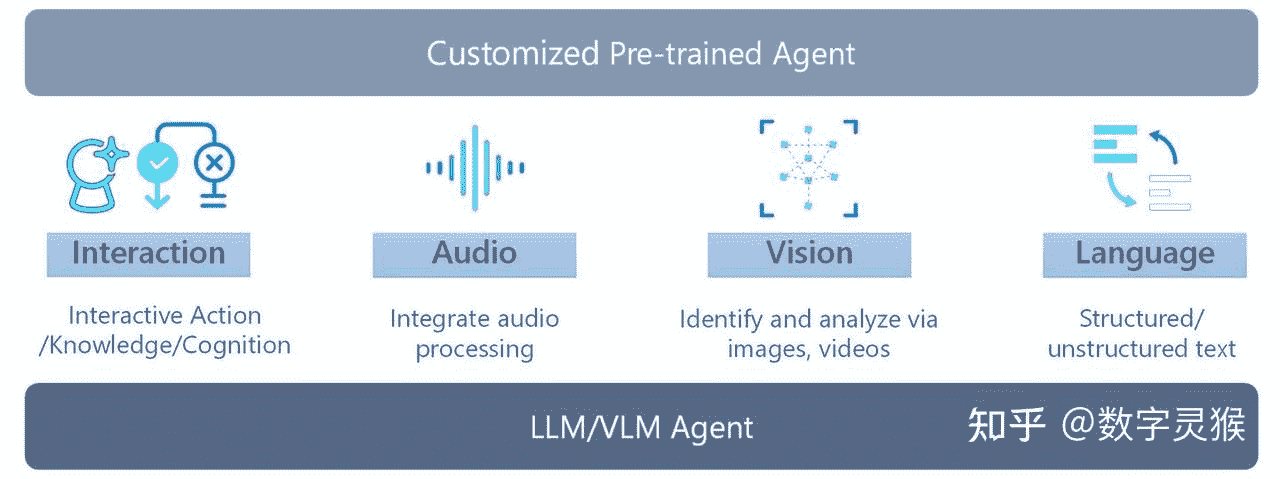 Customized Pre-trained Agent
Interaction
Audio
Vision
Language
Interactive Action
/Knowledge/Cognition
Integrate audio
processing
Identify and analyze via
images, videos
Structured/
unstructured text
LLM/VLM Agent
知乎 @数字灵猴